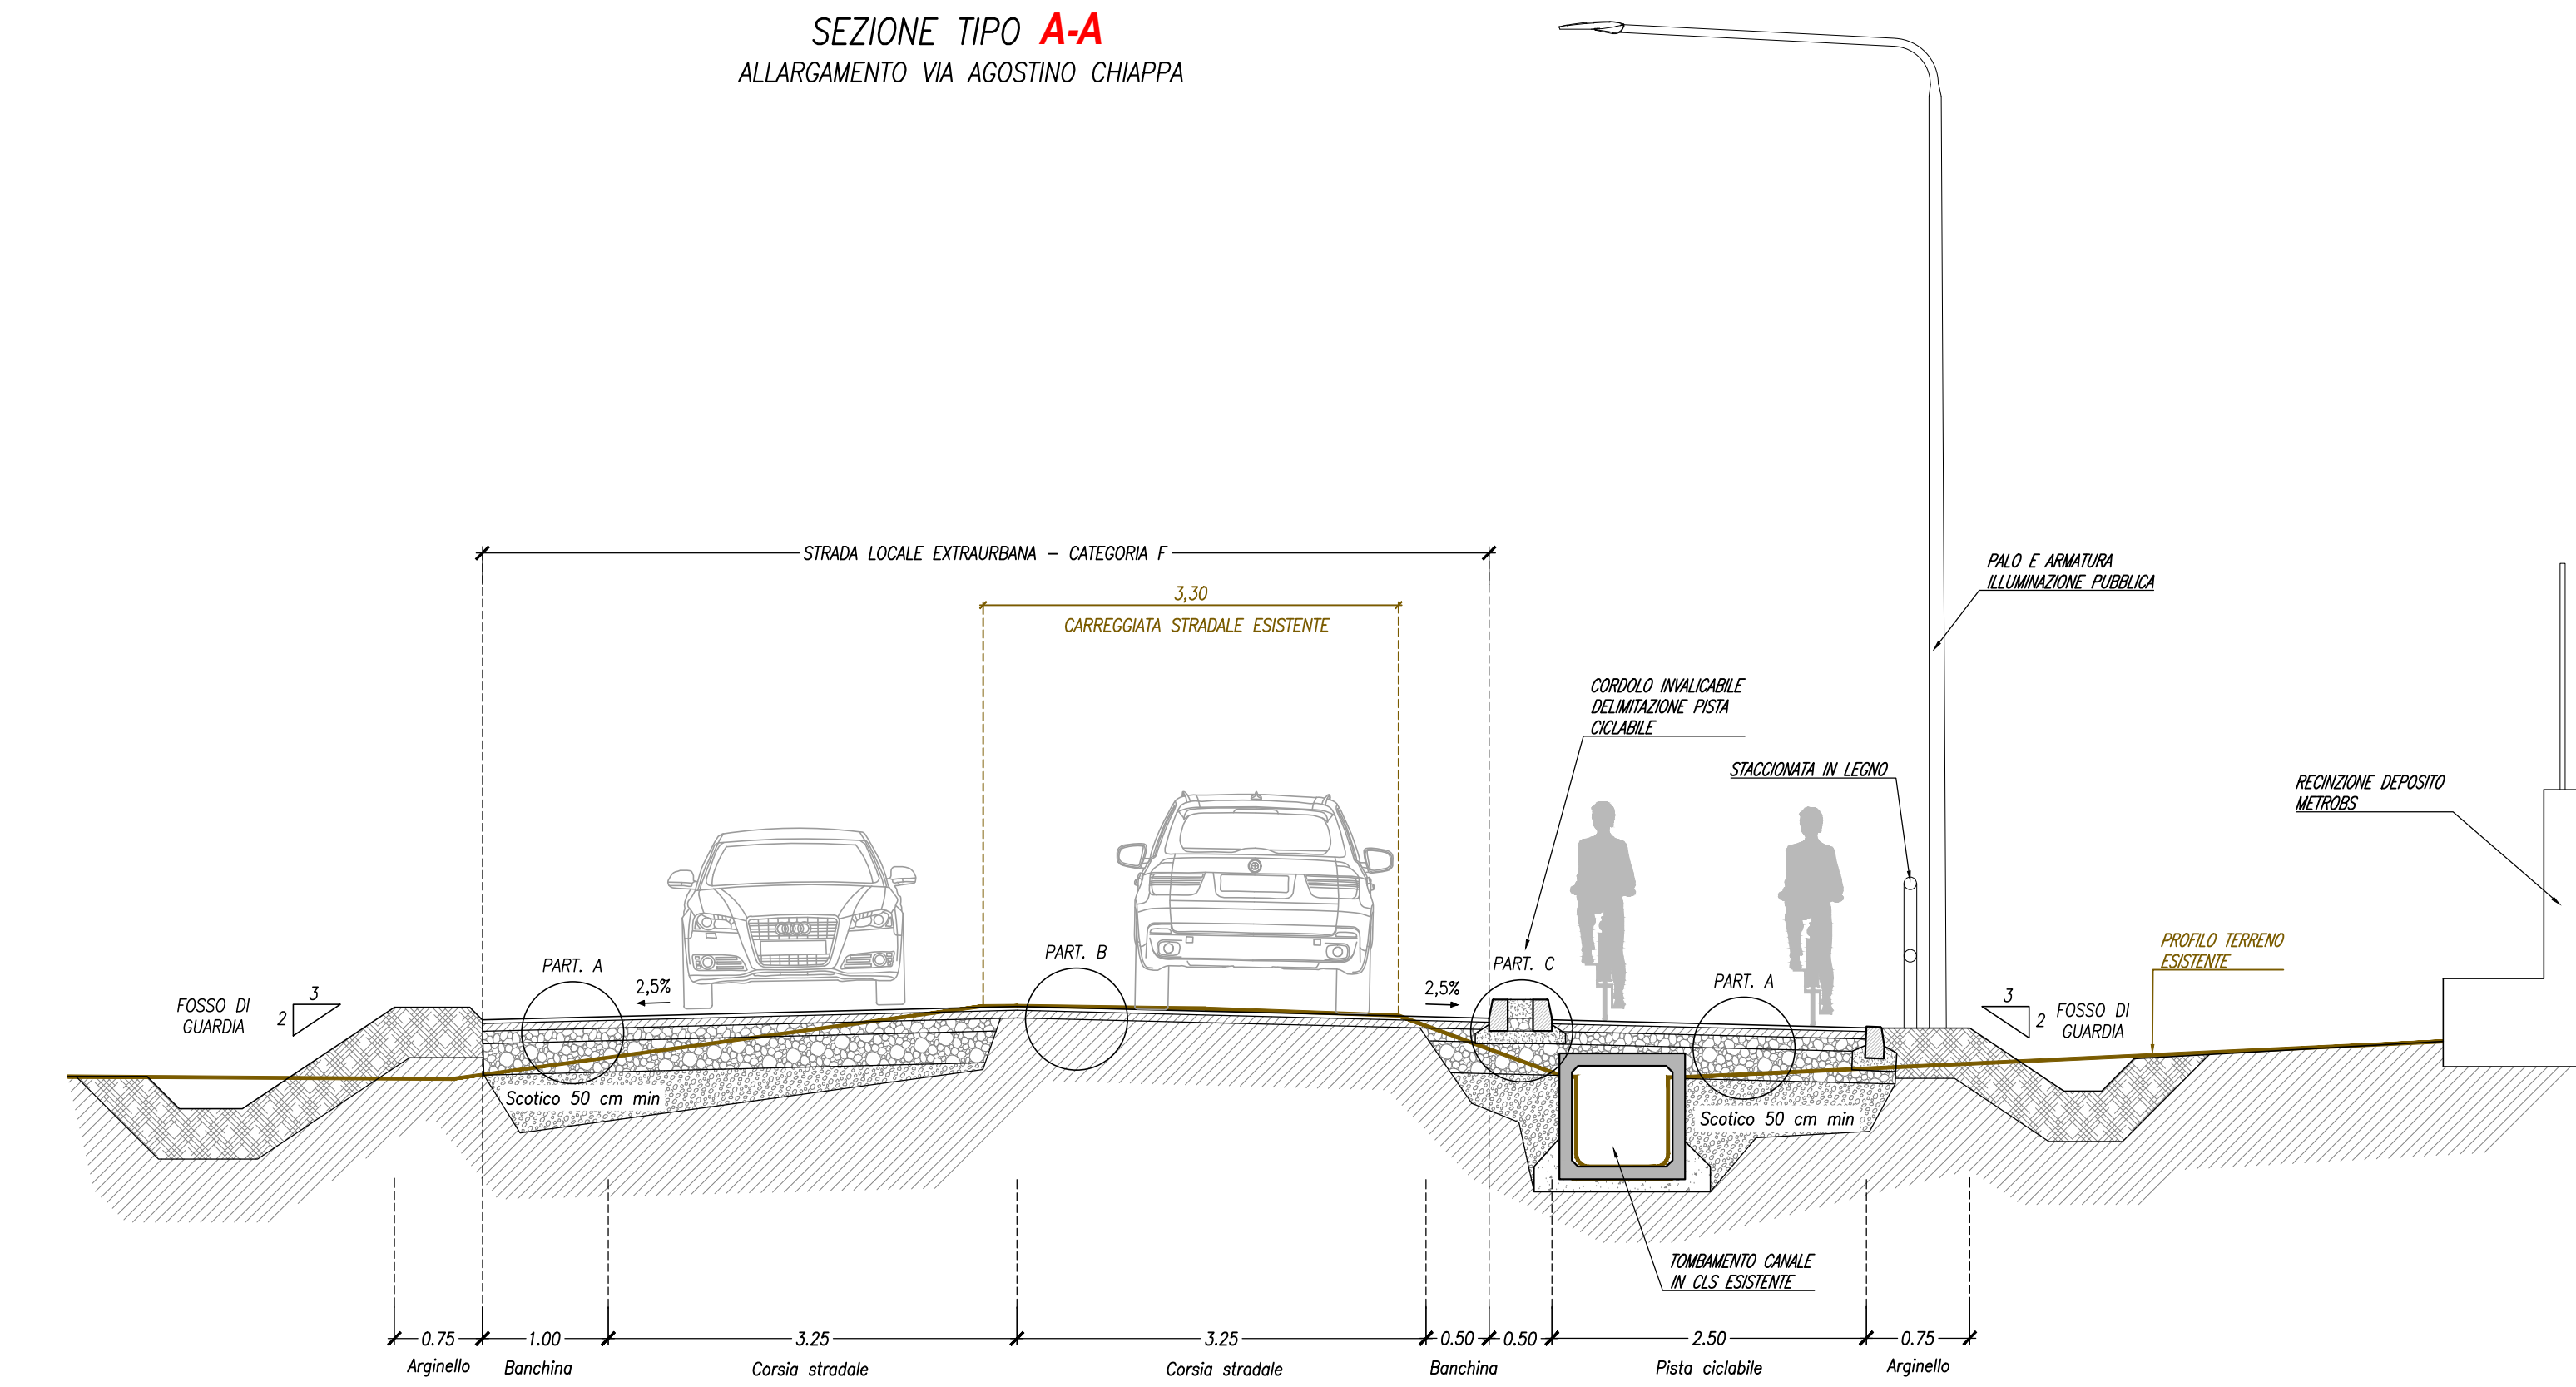 SEZIONE TIPO A-A
ALLARGAMENTO VIA AGOSTINO CHIAPPA
STRADA LOCALE EXTRAURBANA - CATEGORIA F
3,30
CARREGGIATA STRADALE ESISTENTE
PALO E ARMATURA
ILLUMINAZIONE PUBBLICA
CORDOLO INVALICABILE
DELIMITAZIONE PISTA
CICLABILE
STACCIONATA IN LEGNO
RECINZIONE DEPOSITO
METROBS
PROFILO TERRENO
ESISTENTE
PART. A
PART. B
PART. C
PART. A
2,5%
2,5%
FOSSO DI
GUARDIA
3
2
3
2
FOSSO DI
GUARDIA
Scotico 50 cm min
Scotico 50 cm min
TOMBAMENTO CANALE
IN CLS ESISTENTE
0.75
1.00
3.25
3.25
0.50
0.50
2.50
0.75
Arginello
Banchina
Corsia stradale
Corsia stradale
Banchina
Pista ciclabile
Arginello